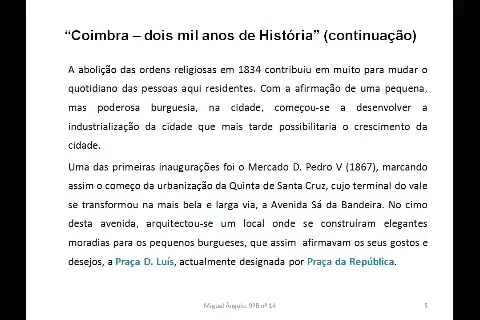 “Coimbra – dois mil anos de História” (continuação)
A abolição das ordens religiosas em 1834 contribuiu em muito para mudar o
quotidiano das pessoas aqui residentes. Com a afirmação de uma pequena,
mas poderosa burguesia, na cidade, começou-se a desenvolver a
industrialização da cidade que mais tarde possibilitaria o crescimento da
cidade.
Uma das primeiras inaugurações foi o Mercado D. Pedro V (1867), marcando
assim o começo da urbanização da Quinta de Santa Cruz, cujo terminal do vale
se transformou na mais bela e larga via, a Avenida Sá da Bandeira. No cimo
desta avenida, arquitectou-se um local onde se construíram elegantes
moradias para os pequenos burgueses, que assim afirmavam os seus gostos e
desejos, a Praça D. Luís, actualmente designada por Praça da República.
Miguel Ângelo. 9ºB nº 14
5